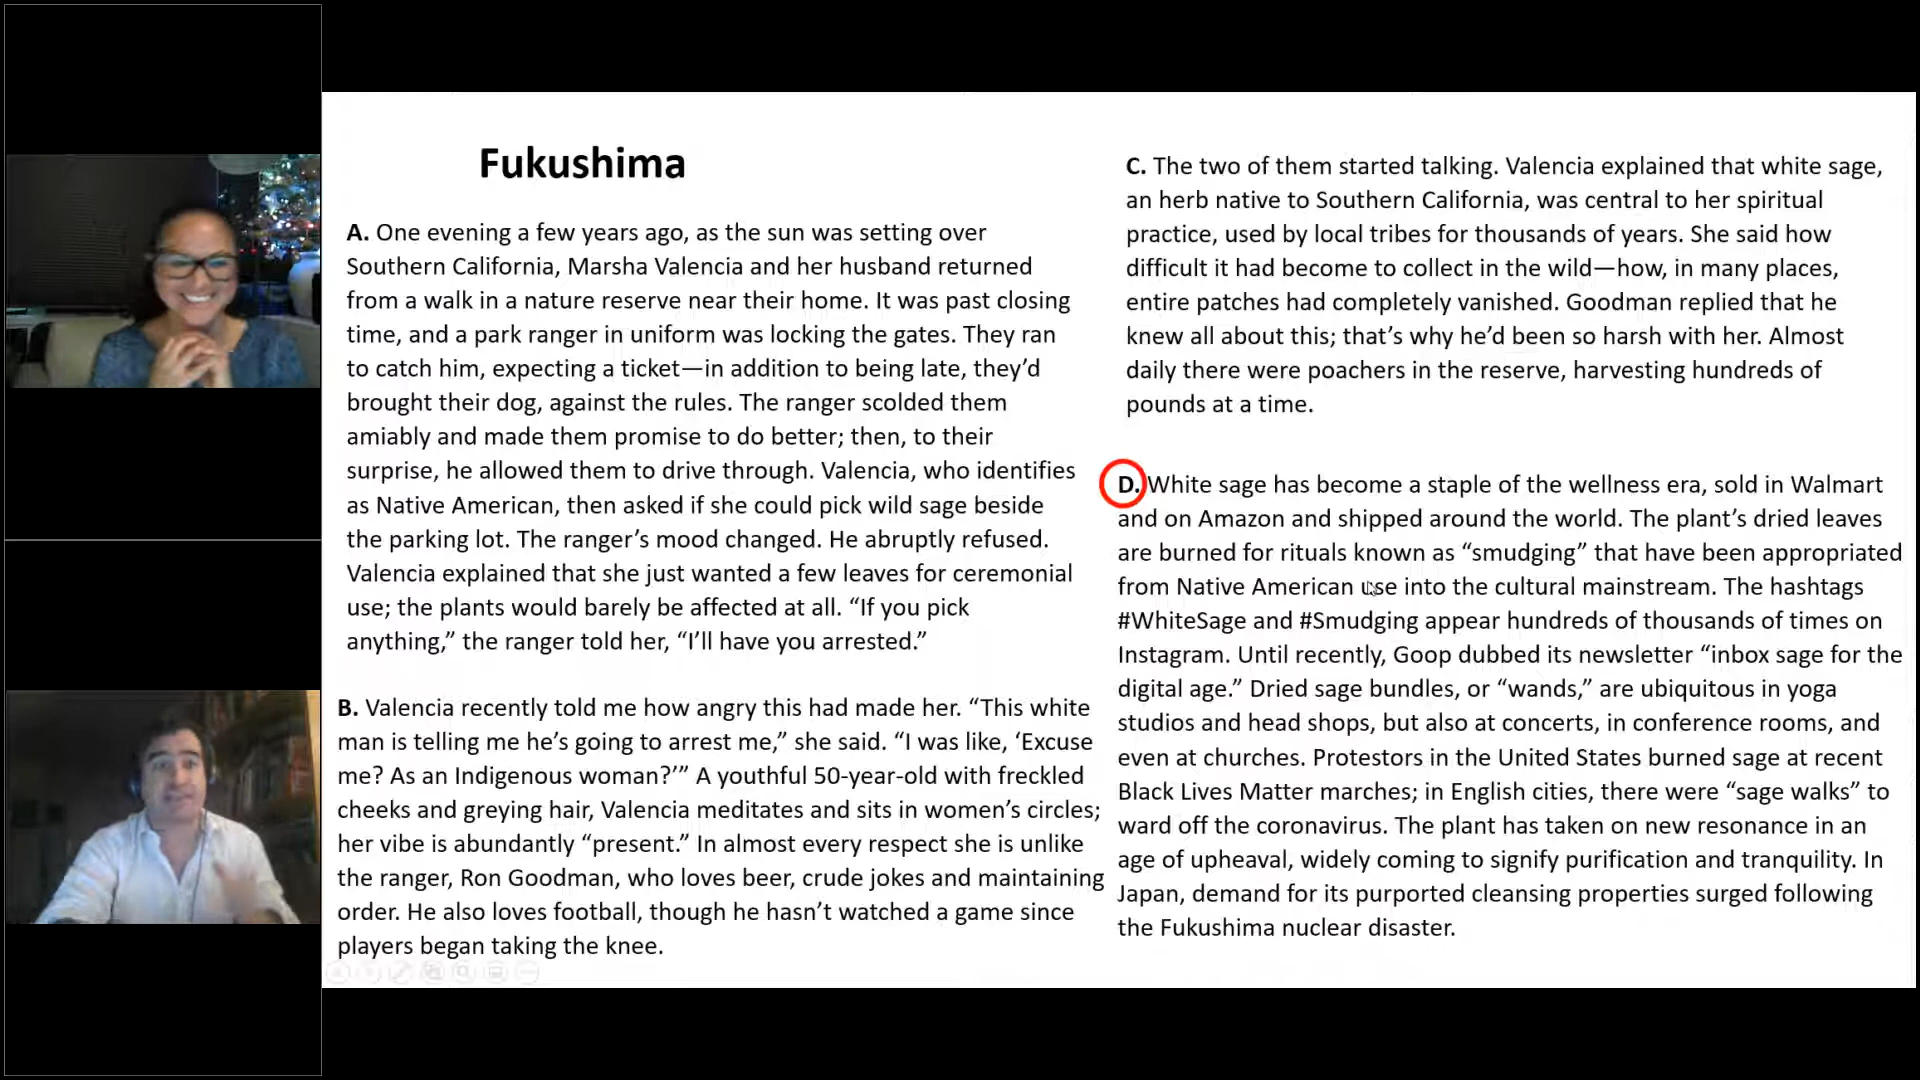 Fukushima
A. One evening a few years ago, as the sun was setting over
Southern California, Marsha Valencia and her husband returned
from a walk in a nature reserve near their home. It was past closing
time, and a park ranger in uniform was locking the gates. They ran
to catch him, expecting a ticket—in addition to being late, they’d
brought their dog, against the rules. The ranger scolded them
amiably and made them promise to do better; then, to their
surprise, he allowed them to drive through. Valencia, who identifies
as Native American, then asked if she could pick wild sage beside
the parking lot. The ranger’s mood changed. He abruptly refused.
Valencia explained that she just wanted a few leaves for ceremonial
use; the plants would barely be affected at all. “If you pick
anything,” the ranger told her, “I’ll have you arrested.”
B. Valencia recently told me how angry this had made her. “This white
man is telling me he’s going to arrest me,” she said. “I was like, ‘Excuse
me? As an Indigenous woman?’” A youthful 50-year-old with freckled
cheeks and greying hair, Valencia meditates and sits in women’s circles;
her vibe is abundantly “present.” In almost every respect she is unlike
the ranger, Ron Goodman, who loves beer, crude jokes and maintaining
order. He also loves football, though he hasn’t watched a game since
players began taking the knee.
C. The two of them started talking. Valencia explained that white sage,
an herb native to Southern California, was central to her spiritual
practice, used by local tribes for thousands of years. She said how
difficult it had become to collect in the wild—how, in many places,
entire patches had completely vanished. Goodman replied that he
knew all about this; that’s why he’d been so harsh with her. Almost
daily there were poachers in the reserve, harvesting hundreds of
pounds at a time.
D. White sage has become a staple of the wellness era, sold in Walmart
and on Amazon and shipped around the world. The plant’s dried leaves
are burned for rituals known as “smudging” that have been appropriated
from Native American use into the cultural mainstream. The hashtags
#WhiteSage and #Smudging appear hundreds of thousands of times on
Instagram. Until recently, Goop dubbed its newsletter “inbox sage for the
digital age.” Dried sage bundles, or “wands,” are ubiquitous in yoga
studios and head shops, but also at concerts, in conference rooms, and
even at churches. Protestors in the United States burned sage at recent
Black Lives Matter marches; in English cities, there were “sage walks” to
ward off the coronavirus. The plant has taken on new resonance in an
age of upheaval, widely coming to signify purification and tranquility. In
Japan, demand for its purported cleansing properties surged following
the Fukushima nuclear disaster.